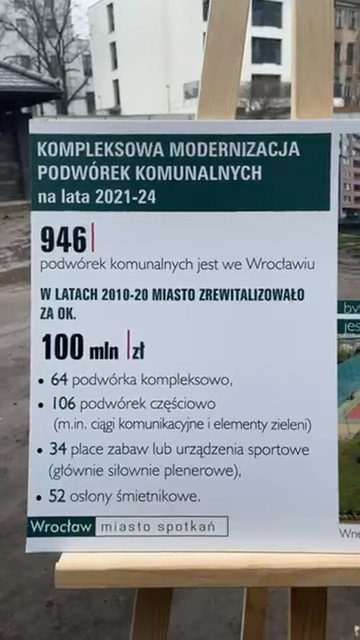 KOMPLEKSOWA MODERNIZACJA
PODWÓREK KOMUNALNYCH
na lata 2021-24
946
podwórek komunalnych jest we Wrocławiu
W LATACH 2010-20 MIASTO ZREWITALIZOWAŁO
ZA OK.
100 mln zł
• 64 podwórka kompleksowo,
• 106 podwórek częściowo
(m.in. ciągi komunikacyjne i elementy zieleni)
• 34 place zabaw lub urządzenia sportowe
(głównie siłownie plenerowe),
• 52 osłony śmietnikowe.
Wrocław miasto spotkań